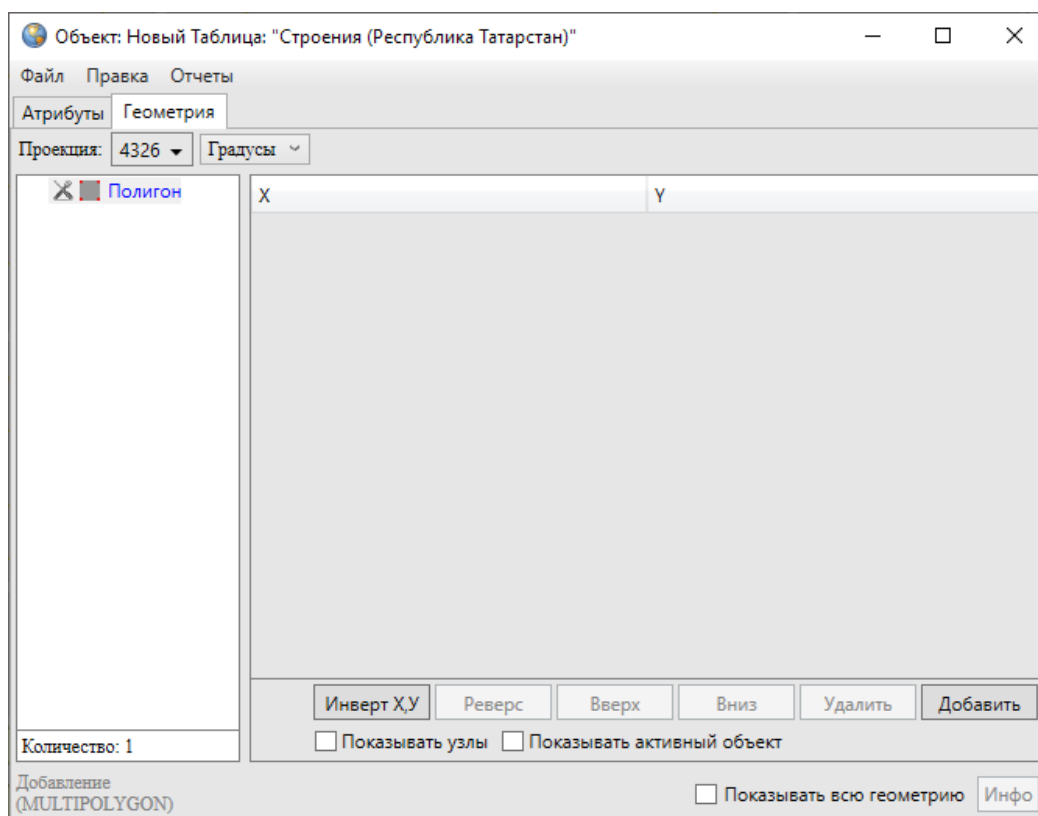 Объект: Новый Таблица: "Строения (Республика Татарстан)"
Файл Правка Отчеты
Атрибуты Геометрия
Проекция: 4326 Градусы
Полигон
X Y
Инверт X,У Реверс Вверх Вниз Удалить Добавить
Показывать узлы Показывать активный объект
Количество: 1
Добавление
(MULTIPOLYGON)
Показывать всю геометрию Инфо